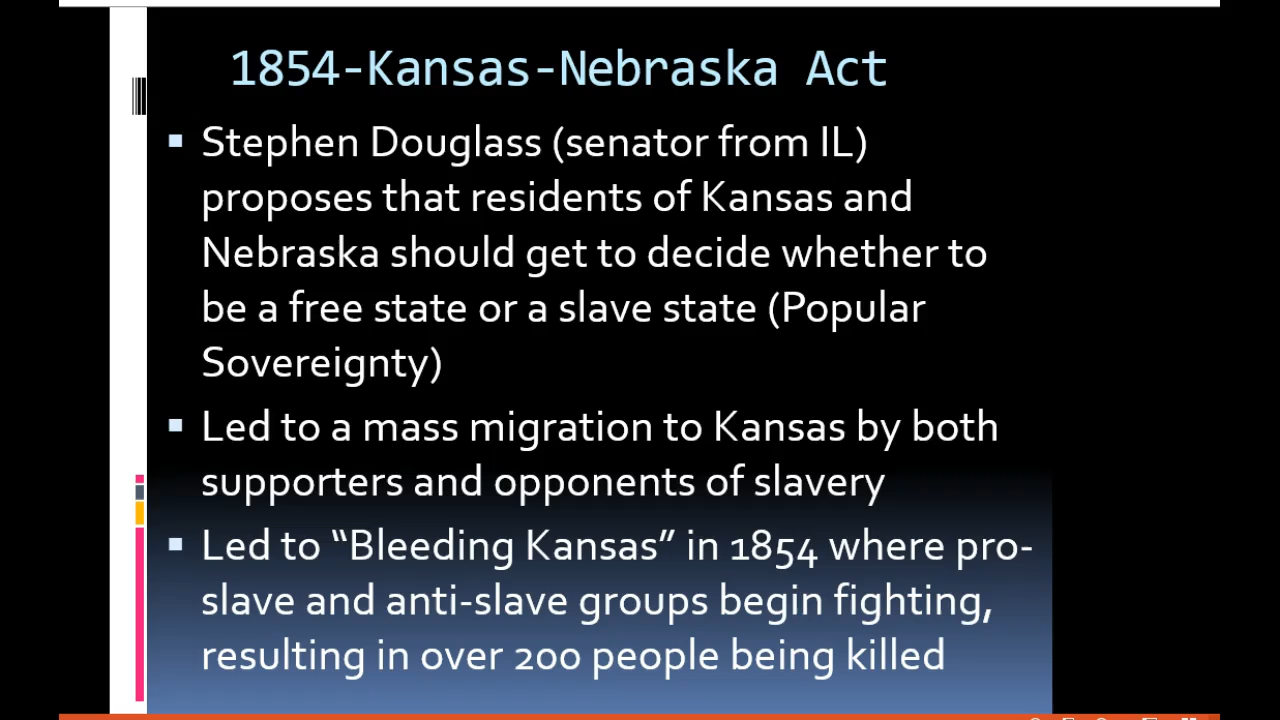 1854-Kansas-Nebraska Act
Stephen Douglass (senator from IL)
proposes that residents of Kansas and
Nebraska should get to decide whether to
be a free state or a slave state (Popular
Sovereignty)
Led to a mass migration to Kansas by both
supporters and opponents of slavery
Led to “Bleeding Kansas” in 1854 where pro-
slave and anti-slave groups begin fighting,
resulting in over 200 people being killed